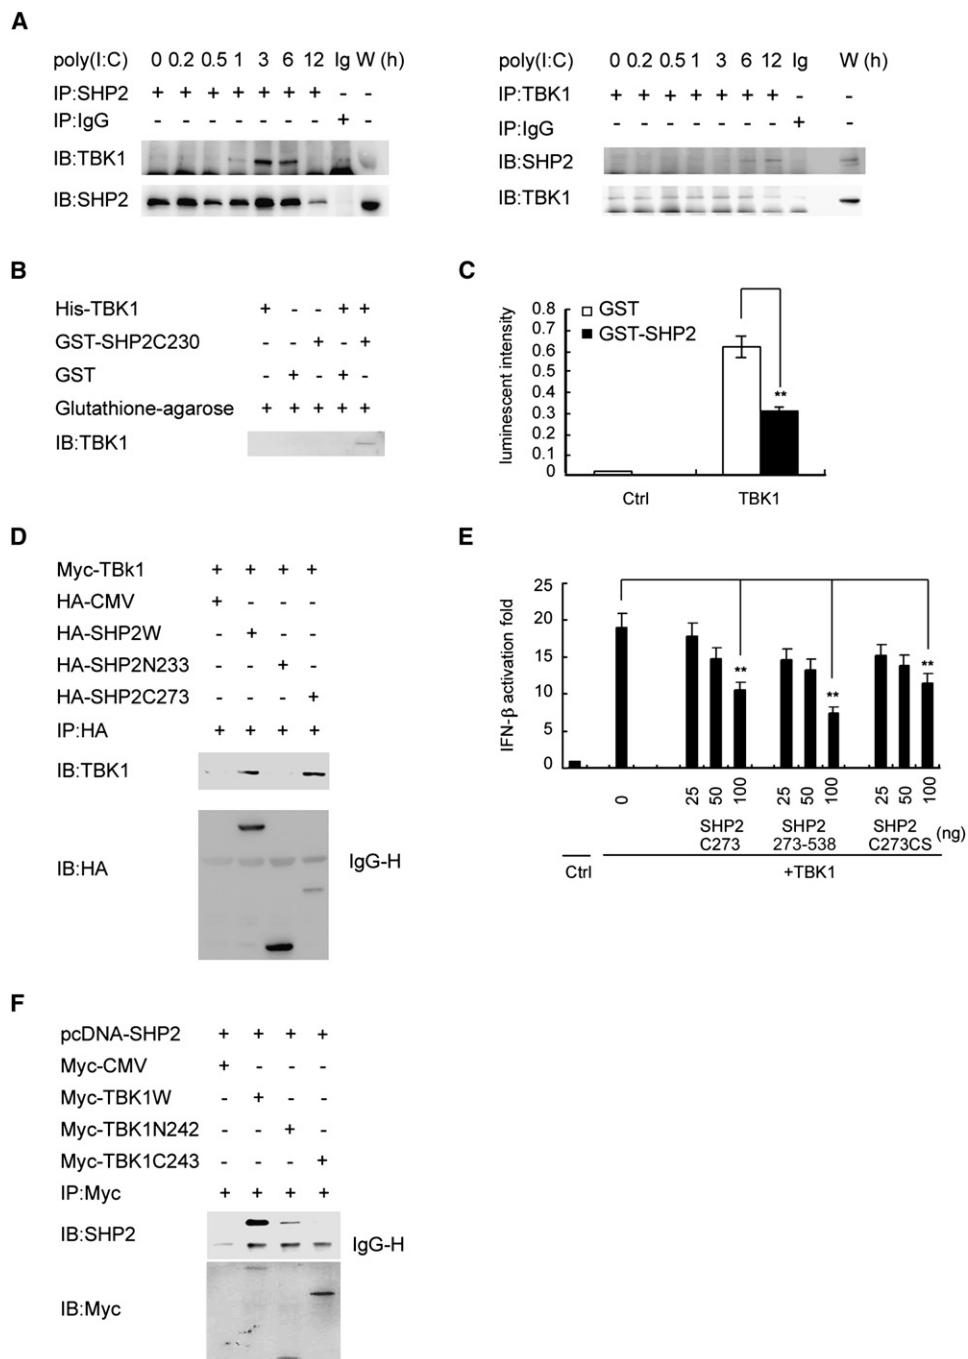 A
poly(I:C) 0 0.2 0.5 1 3 6 12 Ig W (h)
IP:SHP2 + + + + + + + - -
IP:IgG - - - - - - - + -
IB:TBK1
IB:SHP2
poly(I:C) 0 0.2 0.5 1 3 6 12 Ig W (h)
IP:TBK1 + + + + + + + - -
IP:IgG - - - - - - - + -
IB:SHP2
IB:TBK1
B
His-TBK1 + - - + +
GST-SHP2C230 - - + - +
GST - + - + -
Glutathione-agarose + + + + +
IB:TBK1
C
luminescent intensity
0.8
0.7
0.6
0.5
0.4
0.3
0.2
0.1
0
GST
GST-SHP2
**
Ctrl TBK1
D
Myc-TBk1 + + + +
HA-CMV + - - -
HA-SHP2W - + - -
HA-SHP2N233 - - + -
HA-SHP2C273 - - - +
IP:HA + + + +
IB:TBK1
IB:HA
IgG-H
E
IFN-β activation fold
25
20
15
10
5
0
** ** **
0 25 50 100 25 50 100 25 50 100
SHP2 SHP2 SHP2
C273 273-538 C273CS (ng)
Ctrl +TBK1
F
pcDNA-SHP2 + + + +
Myc-CMV + - - -
Myc-TBK1W - + - -
Myc-TBK1N242 - - + -
Myc-TBK1C243 - - - +
IP:Myc + + + +
IB:SHP2
IgG-H
IB:Myc